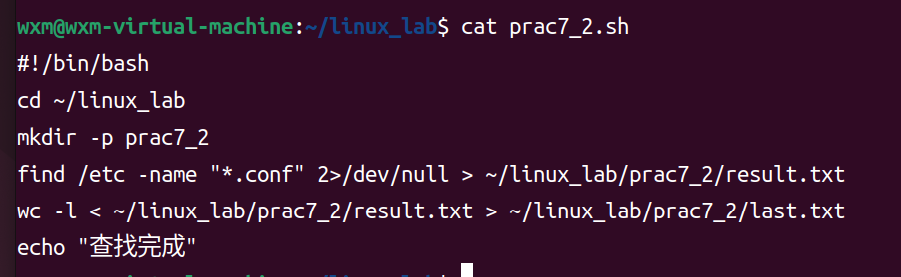 wxm@wxm-virtual-machine:~/linux_lab$ cat prac7_2.sh
#!/bin/bash
cd ~/linux_lab
mkdir -p prac7_2
find /etc -name "*.conf" 2>/dev/null > ~/linux_lab/prac7_2/result.txt
wc -l < ~/linux_lab/prac7_2/result.txt > ~/linux_lab/prac7_2/last.txt
echo "查找完成"